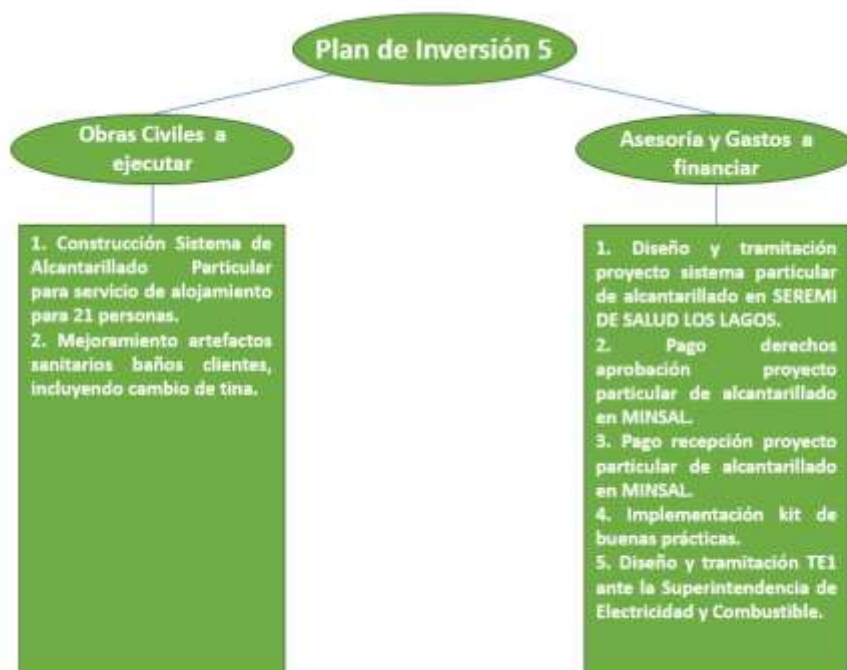 Plan de Inversión 5
Obras Civiles a
ejecutar
1. Construcción Sistema de
Alcantarillado Particular
para servicio de alojamiento
para 21 personas.
2. Mejoramiento artefactos
sanitarios baños clientes,
incluyendo cambio de tina.
Asesoría y Gastos a
financiar
1. Diseño y tramitación
proyecto sistema particular
de alcantarillado en SEREMI
DE SALUD LOS LAGOS.
2. Pago derechos
aprobación proyecto
particular de alcantarillado
en MINSAL.
3. Pago recepción proyecto
particular de alcantarillado
en MINSAL.
4. Implementación kit de
buenas prácticas.
5. Diseño y tramitación TE1
ante la Superintendencia de
Electricidad y Combustible.